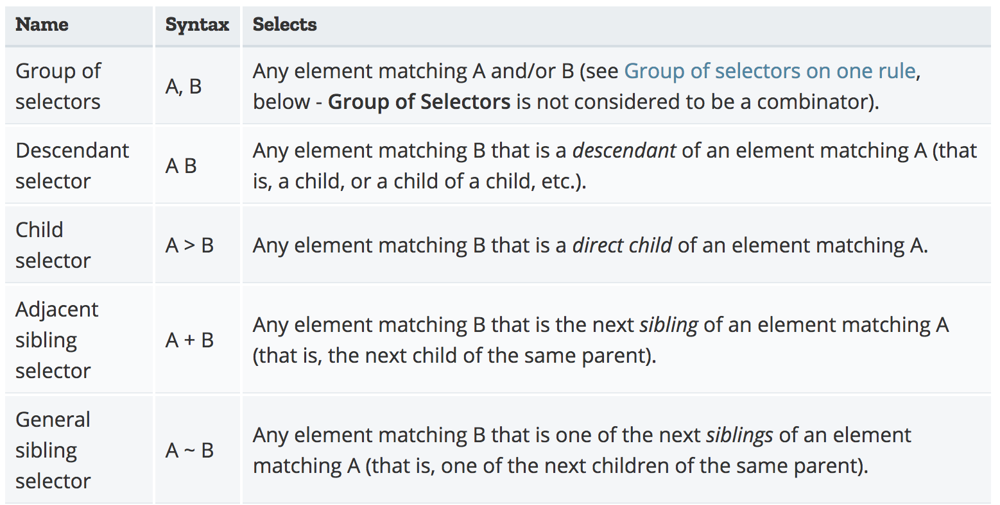 Name Syntax Selects
Group of
selectors
A, B
Any element matching A and/or B (see Group of selectors on one rule,
below - Group of Selectors is not considered to be a combinator).
Descendant
selector
A B
Any element matching B that is a descendant of an element matching A (that
is, a child, or a child of a child, etc.).
Child
selector
A > B
Any element matching B that is a direct child of an element matching A.
Adjacent
sibling
selector
A + B
Any element matching B that is the next sibling of an element matching A
(that is, the next child of the same parent).
General
sibling
selector
A ~ B
Any element matching B that is one of the next siblings of an element
matching A (that is, one of the next children of the same parent).